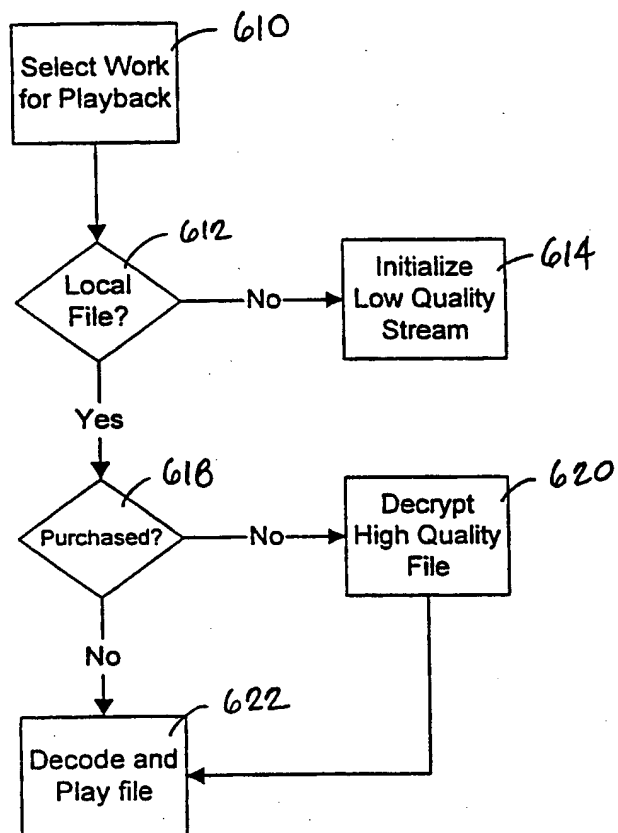 610
Select Work
for Playback
612
Local
File?
No
614
Initialize
Low Quality
Stream
Yes
618
Purchased?
No
620
Decrypt
High Quality
File
No
622
Decode and
Play file